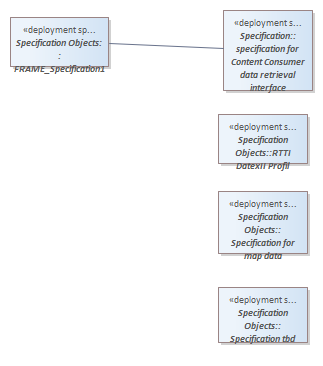 «deployment sp...
Specification Objects:
:
FRAME_Specification1
«deployment s...
Specification::
specification for
Content Consumer
data retrieval
interface
«deployment s...
Specification
Objects::RTTI
DatexII Profil
«deployment s...
Specification
Objects::
Specification for
map data
«deployment s...
Specification
Objects::
Specification tbd